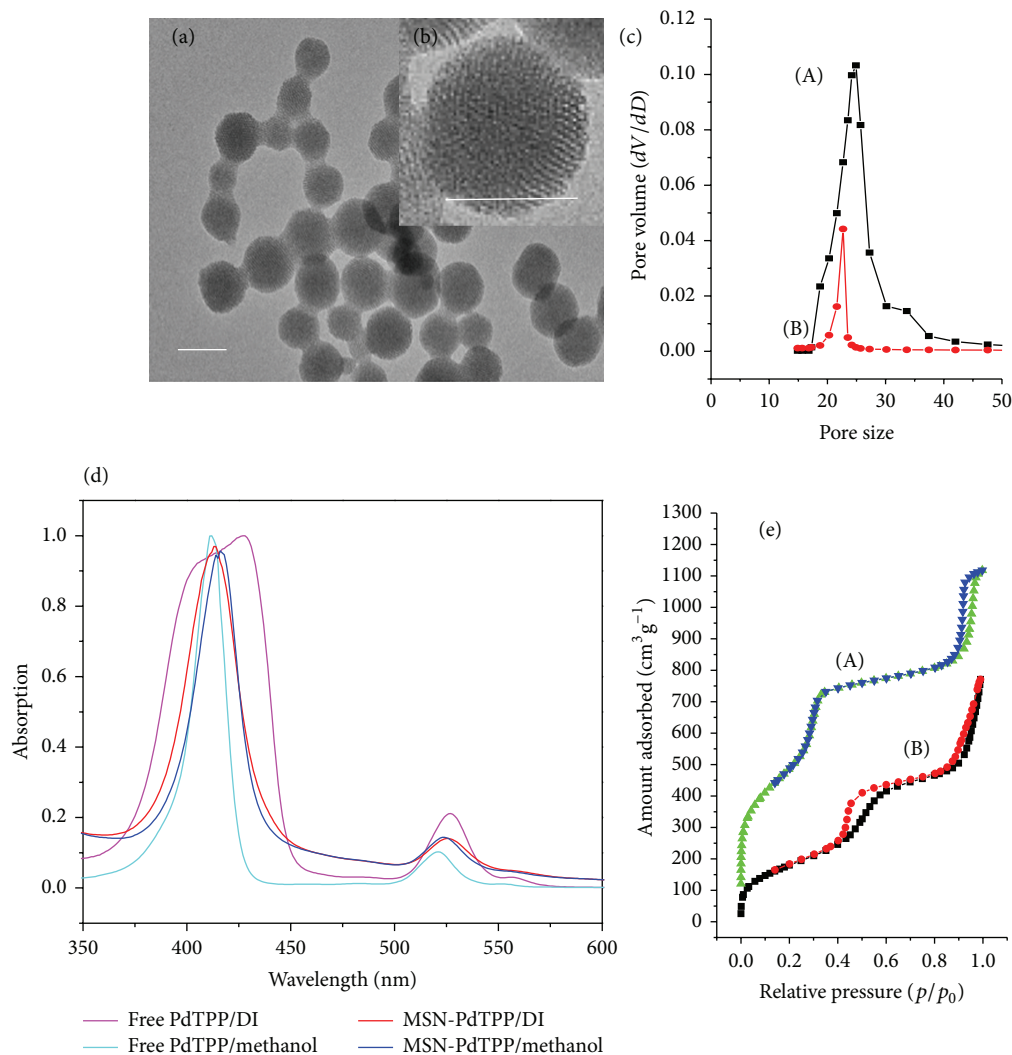 (a)
(b)
(c)
0.12
0.10
0.08
0.06
0.04
0.02
0.00
Pore volume (dV/dD)
(A)
(B)
0 10 20 30 40 50
Pore size
(d)
1.0
0.8
0.6
0.4
0.2
0.0
Absorption
350 400 450 500 550 600
Wavelength (nm)
Free PdTPP/DI
Free PdTPP/methanol
MSN-PdTPP/DI
MSN-PdTPP/methanol
(e)
1300
1200
1100
1000
900
800
700
600
500
400
300
200
100
0
Amount adsorbed (cm³ g⁻¹)
(A)
(B)
0.0 0.2 0.4 0.6 0.8 1.0
Relative pressure (p/p₀)